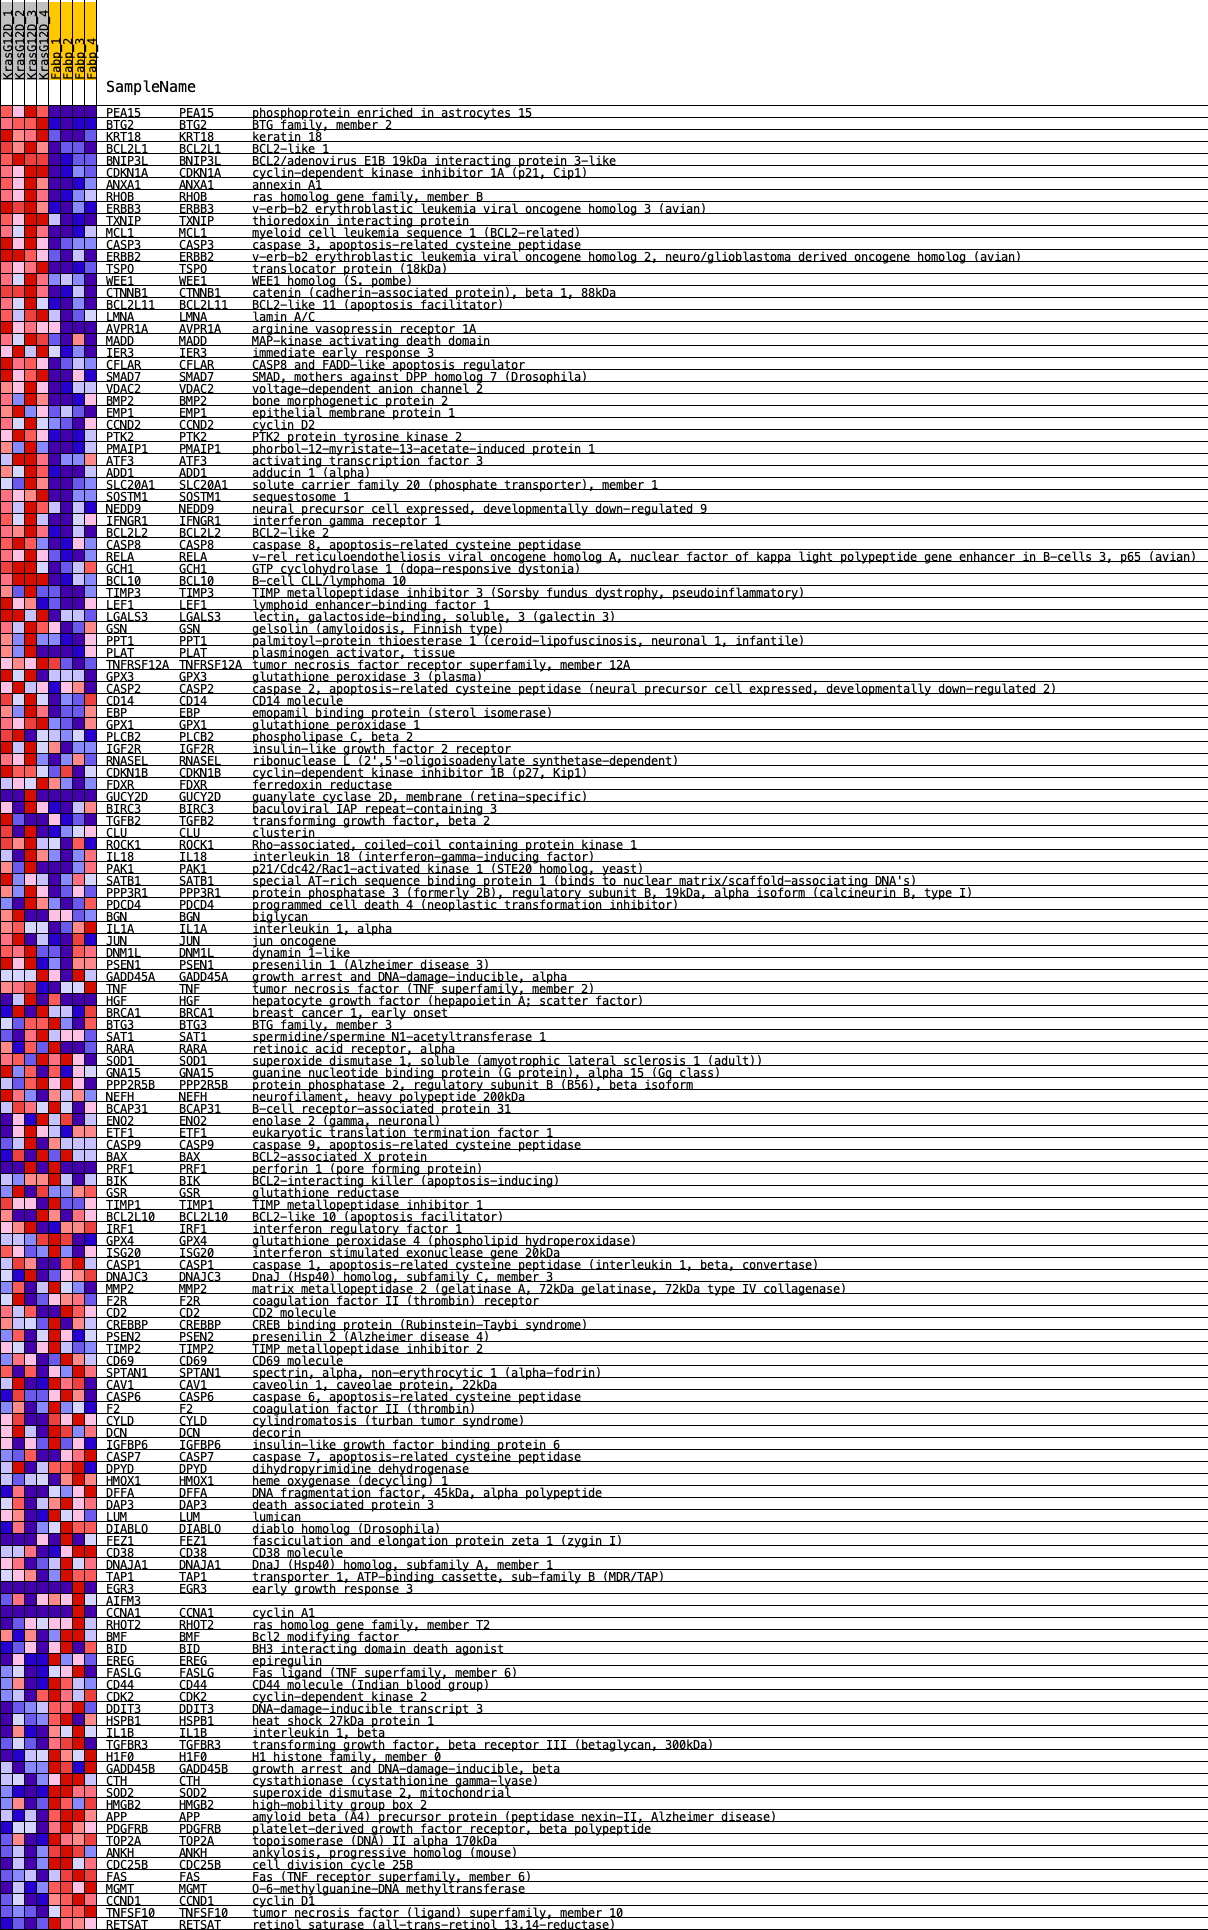 KrasG12D_1
KrasG12D_2
KrasG12D_3
KrasG12D_4
Fabp_1
Fabp_2
Fabp_3
Fabp_4
SampleName
PEA15 PEA15 phosphoprotein enriched in astrocytes 15
BTG2 BTG2 BTG family, member 2
KRT18 KRT18 keratin 18
BCL2L1 BCL2L1 BCL2-like 1
BNIP3L BNIP3L BCL2/adenovirus E1B 19kDa interacting protein 3-like
CDKN1A CDKN1A cyclin-dependent kinase inhibitor 1A (p21, Cip1)
ANXA1 ANXA1 annexin A1
RHOB RHOB ras homolog gene family, member B
ERBB3 ERBB3 v-erb-b2 erythroblastic leukemia viral oncogene homolog 3 (avian)
TXNIP TXNIP thioredoxin interacting protein
MCL1 MCL1 myeloid cell leukemia sequence 1 (BCL2-related)
CASP3 CASP3 caspase 3, apoptosis-related cysteine peptidase
ERBB2 ERBB2 v-erb-b2 erythroblastic leukemia viral oncogene homolog 2, neuro/glioblastoma derived oncogene homolog (avian)
TSPO TSPO translocator protein (18kDa)
WEE1 WEE1 WEE1 homolog (S. pombe)
CTNNB1 CTNNB1 catenin (cadherin-associated protein), beta 1, 88kDa
BCL2L11 BCL2L11 BCL2-like 11 (apoptosis facilitator)
LMNA LMNA lamin A/C
AVPR1A AVPR1A arginine vasopressin receptor 1A
MADD MADD MAP-kinase activating death domain
IER3 IER3 immediate early response 3
CFLAR CFLAR CASP8 and FADD-like apoptosis regulator
SMAD7 SMAD7 SMAD, mothers against DPP homolog 7 (Drosophila)
VDAC2 VDAC2 voltage-dependent anion channel 2
BMP2 BMP2 bone morphogenetic protein 2
EMP1 EMP1 epithelial membrane protein 1
CCND2 CCND2 cyclin D2
PTK2 PTK2 PTK2 protein tyrosine kinase 2
PMAIP1 PMAIP1 phorbol-12-myristate-13-acetate-induced protein 1
ATF3 ATF3 activating transcription factor 3
ADD1 ADD1 adducin 1 (alpha)
SLC20A1 SLC20A1 solute carrier family 20 (phosphate transporter), member 1
SQSTM1 SQSTM1 sequestosome 1
NEDD9 NEDD9 neural precursor cell expressed, developmentally down-regulated 9
IFNGR1 IFNGR1 interferon gamma receptor 1
BCL2L2 BCL2L2 BCL2-like 2
CASP8 CASP8 caspase 8, apoptosis-related cysteine peptidase
RELA RELA v-rel reticuloendotheliosis viral oncogene homolog A, nuclear factor of kappa light polypeptide gene enhancer in B-cells 3, p65 (avian)
GCH1 GCH1 GTP cyclohydrolase 1 (dopa-responsive dystonia)
BCL10 BCL10 B-cell CLL/lymphoma 10
TIMP3 TIMP3 TIMP metallopeptidase inhibitor 3 (Sorsby fundus dystrophy, pseudoinflammatory)
LEF1 LEF1 lymphoid enhancer-binding factor 1
LGALS3 LGALS3 lectin, galactoside-binding, soluble, 3 (galectin 3)
GSN GSN gelsolin (amyloidosis, Finnish type)
PPT1 PPT1 palmitoyl-protein thioesterase 1 (ceroid-lipofuscinosis, neuronal 1, infantile)
PLAT PLAT plasminogen activator, tissue
TNFRSF12A TNFRSF12A tumor necrosis factor receptor superfamily, member 12A
GPX3 GPX3 glutathione peroxidase 3 (plasma)
CASP2 CASP2 caspase 2, apoptosis-related cysteine peptidase (neural precursor cell expressed, developmentally down-regulated 2)
CD14 CD14 CD14 molecule
EBP EBP emopamil binding protein (sterol isomerase)
GPX1 GPX1 glutathione peroxidase 1
PLCB2 PLCB2 phospholipase C, beta 2
IGF2R IGF2R insulin-like growth factor 2 receptor
RNASEL RNASEL ribonuclease L (2',5'-oligoisoadenylate synthetase-dependent)
CDKN1B CDKN1B cyclin-dependent kinase inhibitor 1B (p27, Kip1)
FDXR FDXR ferredoxin reductase
GUCY2D GUCY2D guanylate cyclase 2D, membrane (retina-specific)
BIRC3 BIRC3 baculoviral IAP repeat-containing 3
TGFB2 TGFB2 transforming growth factor, beta 2
CLU CLU clusterin
ROCK1 ROCK1 Rho-associated, coiled-coil containing protein kinase 1
IL18 IL18 interleukin 18 (interferon-gamma-inducing factor)
PAK1 PAK1 p21/Cdc42/Rac1-activated kinase 1 (STE20 homolog, yeast)
SATB1 SATB1 special AT-rich sequence binding protein 1 (binds to nuclear matrix/scaffold-associating DNA's)
PPP3R1 PPP3R1 protein phosphatase 3 (formerly 2B), regulatory subunit B, 19kDa, alpha isoform (calcineurin B, type I)
PDCD4 PDCD4 programmed cell death 4 (neoplastic transformation inhibitor)
BGN BGN biglycan
IL1A IL1A interleukin 1, alpha
JUN JUN jun oncogene
DNM1L DNM1L dynamin 1-like
PSEN1 PSEN1 presenilin 1 (Alzheimer disease 3)
GADD45A GADD45A growth arrest and DNA-damage-inducible, alpha
TNF TNF tumor necrosis factor (TNF superfamily, member 2)
HGF HGF hepatocyte growth factor (hepapoietin A; scatter factor)
BRCA1 BRCA1 breast cancer 1, early onset
BTG3 BTG3 BTG family, member 3
SAT1 SAT1 spermidine/spermine N1-acetyltransferase 1
RARA RARA retinoic acid receptor, alpha
SOD1 SOD1 superoxide dismutase 1, soluble (amyotrophic lateral sclerosis 1 (adult))
GNA15 GNA15 guanine nucleotide binding protein (G protein), alpha 15 (Gq class)
PPP2R5B PPP2R5B protein phosphatase 2, regulatory subunit B (B56), beta isoform
NEFH NEFH neurofilament, heavy polypeptide 200kDa
BCAP31 BCAP31 B-cell receptor-associated protein 31
ENO2 ENO2 enolase 2 (gamma, neuronal)
ETF1 ETF1 eukaryotic translation termination factor 1
CASP9 CASP9 caspase 9, apoptosis-related cysteine peptidase
BAX BAX BCL2-associated X protein
PRF1 PRF1 perforin 1 (pore forming protein)
BIK BIK BCL2-interacting killer (apoptosis-inducing)
GSR GSR glutathione reductase
TIMP1 TIMP1 TIMP metallopeptidase inhibitor 1
BCL2L10 BCL2L10 BCL2-like 10 (apoptosis facilitator)
IRF1 IRF1 interferon regulatory factor 1
GPX4 GPX4 glutathione peroxidase 4 (phospholipid hydroperoxidase)
ISG20 ISG20 interferon stimulated exonuclease gene 20kDa
CASP1 CASP1 caspase 1, apoptosis-related cysteine peptidase (interleukin 1, beta, convertase)
DNAJC3 DNAJC3 DnaJ (Hsp40) homolog, subfamily C, member 3
MMP2 MMP2 matrix metallopeptidase 2 (gelatinase A, 72kDa gelatinase, 72kDa type IV collagenase)
F2R F2R coagulation factor II (thrombin) receptor
CD2 CD2 CD2 molecule
CREBBP CREBBP CREB binding protein (Rubinstein-Taybi syndrome)
PSEN2 PSEN2 presenilin 2 (Alzheimer disease 4)
TIMP2 TIMP2 TIMP metallopeptidase inhibitor 2
CD69 CD69 CD69 molecule
SPTAN1 SPTAN1 spectrin, alpha, non-erythrocytic 1 (alpha-fodrin)
CAV1 CAV1 caveolin 1, caveolae protein, 22kDa
CASP6 CASP6 caspase 6, apoptosis-related cysteine peptidase
F2 F2 coagulation factor II (thrombin)
CYLD CYLD cylindromatosis (turban tumor syndrome)
DCN DCN decorin
IGFBP6 IGFBP6 insulin-like growth factor binding protein 6
CASP7 CASP7 caspase 7, apoptosis-related cysteine peptidase
DPYD DPYD dihydropyrimidine dehydrogenase
HMOX1 HMOX1 heme oxygenase (decycling) 1
DFFA DFFA DNA fragmentation factor, 45kDa, alpha polypeptide
DAP3 DAP3 death associated protein 3
LUM LUM lumican
DIABLO DIABLO diablo homolog (Drosophila)
FEZ1 FEZ1 fasciculation and elongation protein zeta 1 (zygin I)
CD38 CD38 CD38 molecule
DNAJA1 DNAJA1 DnaJ (Hsp40) homolog, subfamily A, member 1
TAP1 TAP1 transporter 1, ATP-binding cassette, sub-family B (MDR/TAP)
EGR3 EGR3 early growth response 3
AIFM3
CCNA1 CCNA1 cyclin A1
RHOT2 RHOT2 ras homolog gene family, member T2
BMF BMF Bcl2 modifying factor
BID BID BH3 interacting domain death agonist
EREG EREG epiregulin
FASLG FASLG Fas ligand (TNF superfamily, member 6)
CD44 CD44 CD44 molecule (Indian blood group)
CDK2 CDK2 cyclin-dependent kinase 2
DDIT3 DDIT3 DNA-damage-inducible transcript 3
HSPB1 HSPB1 heat shock 27kDa protein 1
IL1B IL1B interleukin 1, beta
TGFBR3 TGFBR3 transforming growth factor, beta receptor III (betaglycan, 300kDa)
H1F0 H1F0 H1 histone family, member 0
GADD45B GADD45B growth arrest and DNA-damage-inducible, beta
CTH CTH cystathionase (cystathionine gamma-lyase)
SOD2 SOD2 superoxide dismutase 2, mitochondrial
HMGB2 HMGB2 high-mobility group box 2
APP APP amyloid beta (A4) precursor protein (peptidase nexin-II, Alzheimer disease)
PDGFRB PDGFRB platelet-derived growth factor receptor, beta polypeptide
TOP2A TOP2A topoisomerase (DNA) II alpha 170kDa
ANKH ANKH ankylosis, progressive homolog (mouse)
CDC25B CDC25B cell division cycle 25B
FAS FAS Fas (TNF receptor superfamily, member 6)
MGMT MGMT O-6-methylguanine-DNA methyltransferase
CCND1 CCND1 cyclin D1
TNFSF10 TNFSF10 tumor necrosis factor (ligand) superfamily, member 10
RETSAT RETSAT retinol saturase (all-trans-retinol 13,14-reductase)